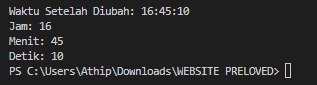 Waktu Setelah Diubah: 16:45:10
Jam: 16
Menit: 45
Detik: 10
PS C:\Users\Athip\Downloads\WEBSITE PRELOVED>